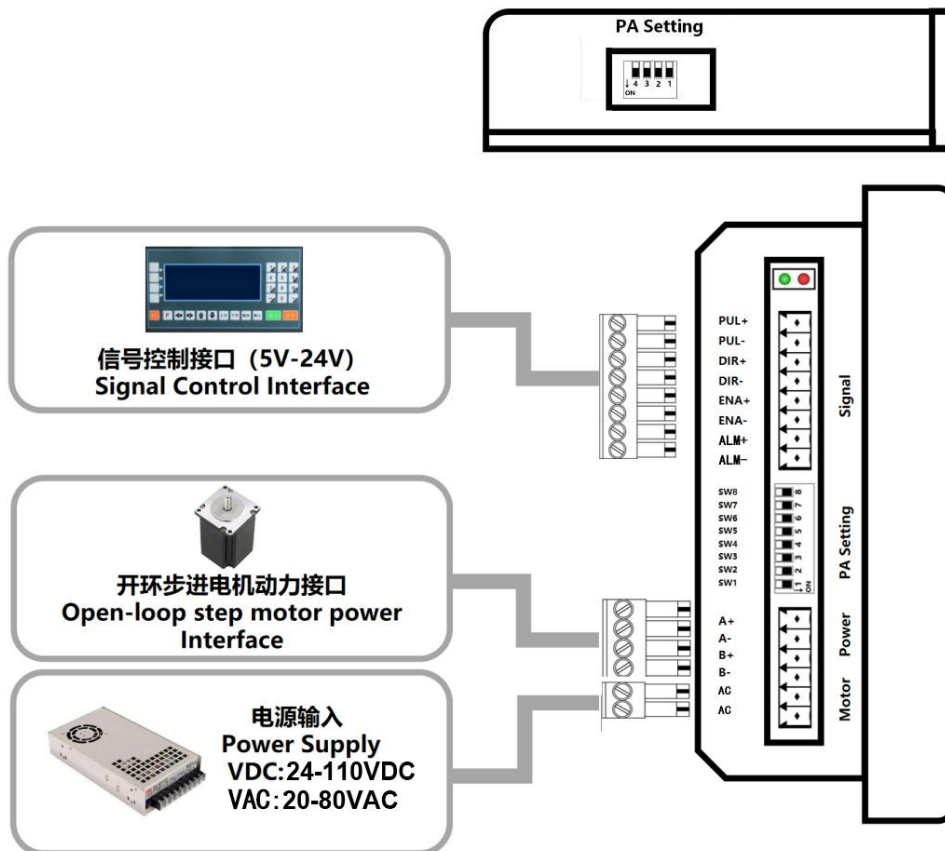 PA Setting
4 3 2 1
↓
ON
信号控制接口（5V-24V）
Signal Control Interface
PUL+
PUL-
DIR+
DIR-
ENA+
ENA-
ALM+
ALM-
Signal
SW8
SW7
SW6
SW5
SW4
SW3
SW2
SW1
8
7
6
5
4
3
2
↓1
ON
PA Setting
开环步进电机动力接口
Open-loop step motor power
Interface
A+
A-
B+
B-
AC
AC
Motor Power
电源输入
Power Supply
VDC:24-110VDC
VAC:20-80VAC